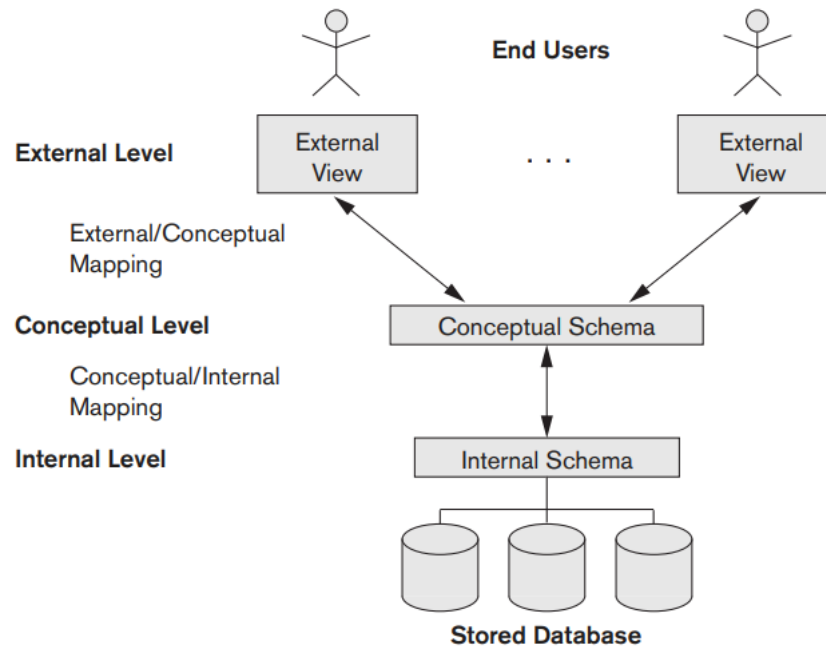 End Users
External Level
External
View
. . .
External
View
External/Conceptual
Mapping
Conceptual Level
Conceptual Schema
Conceptual/Internal
Mapping
Internal Level
Internal Schema
Stored Database